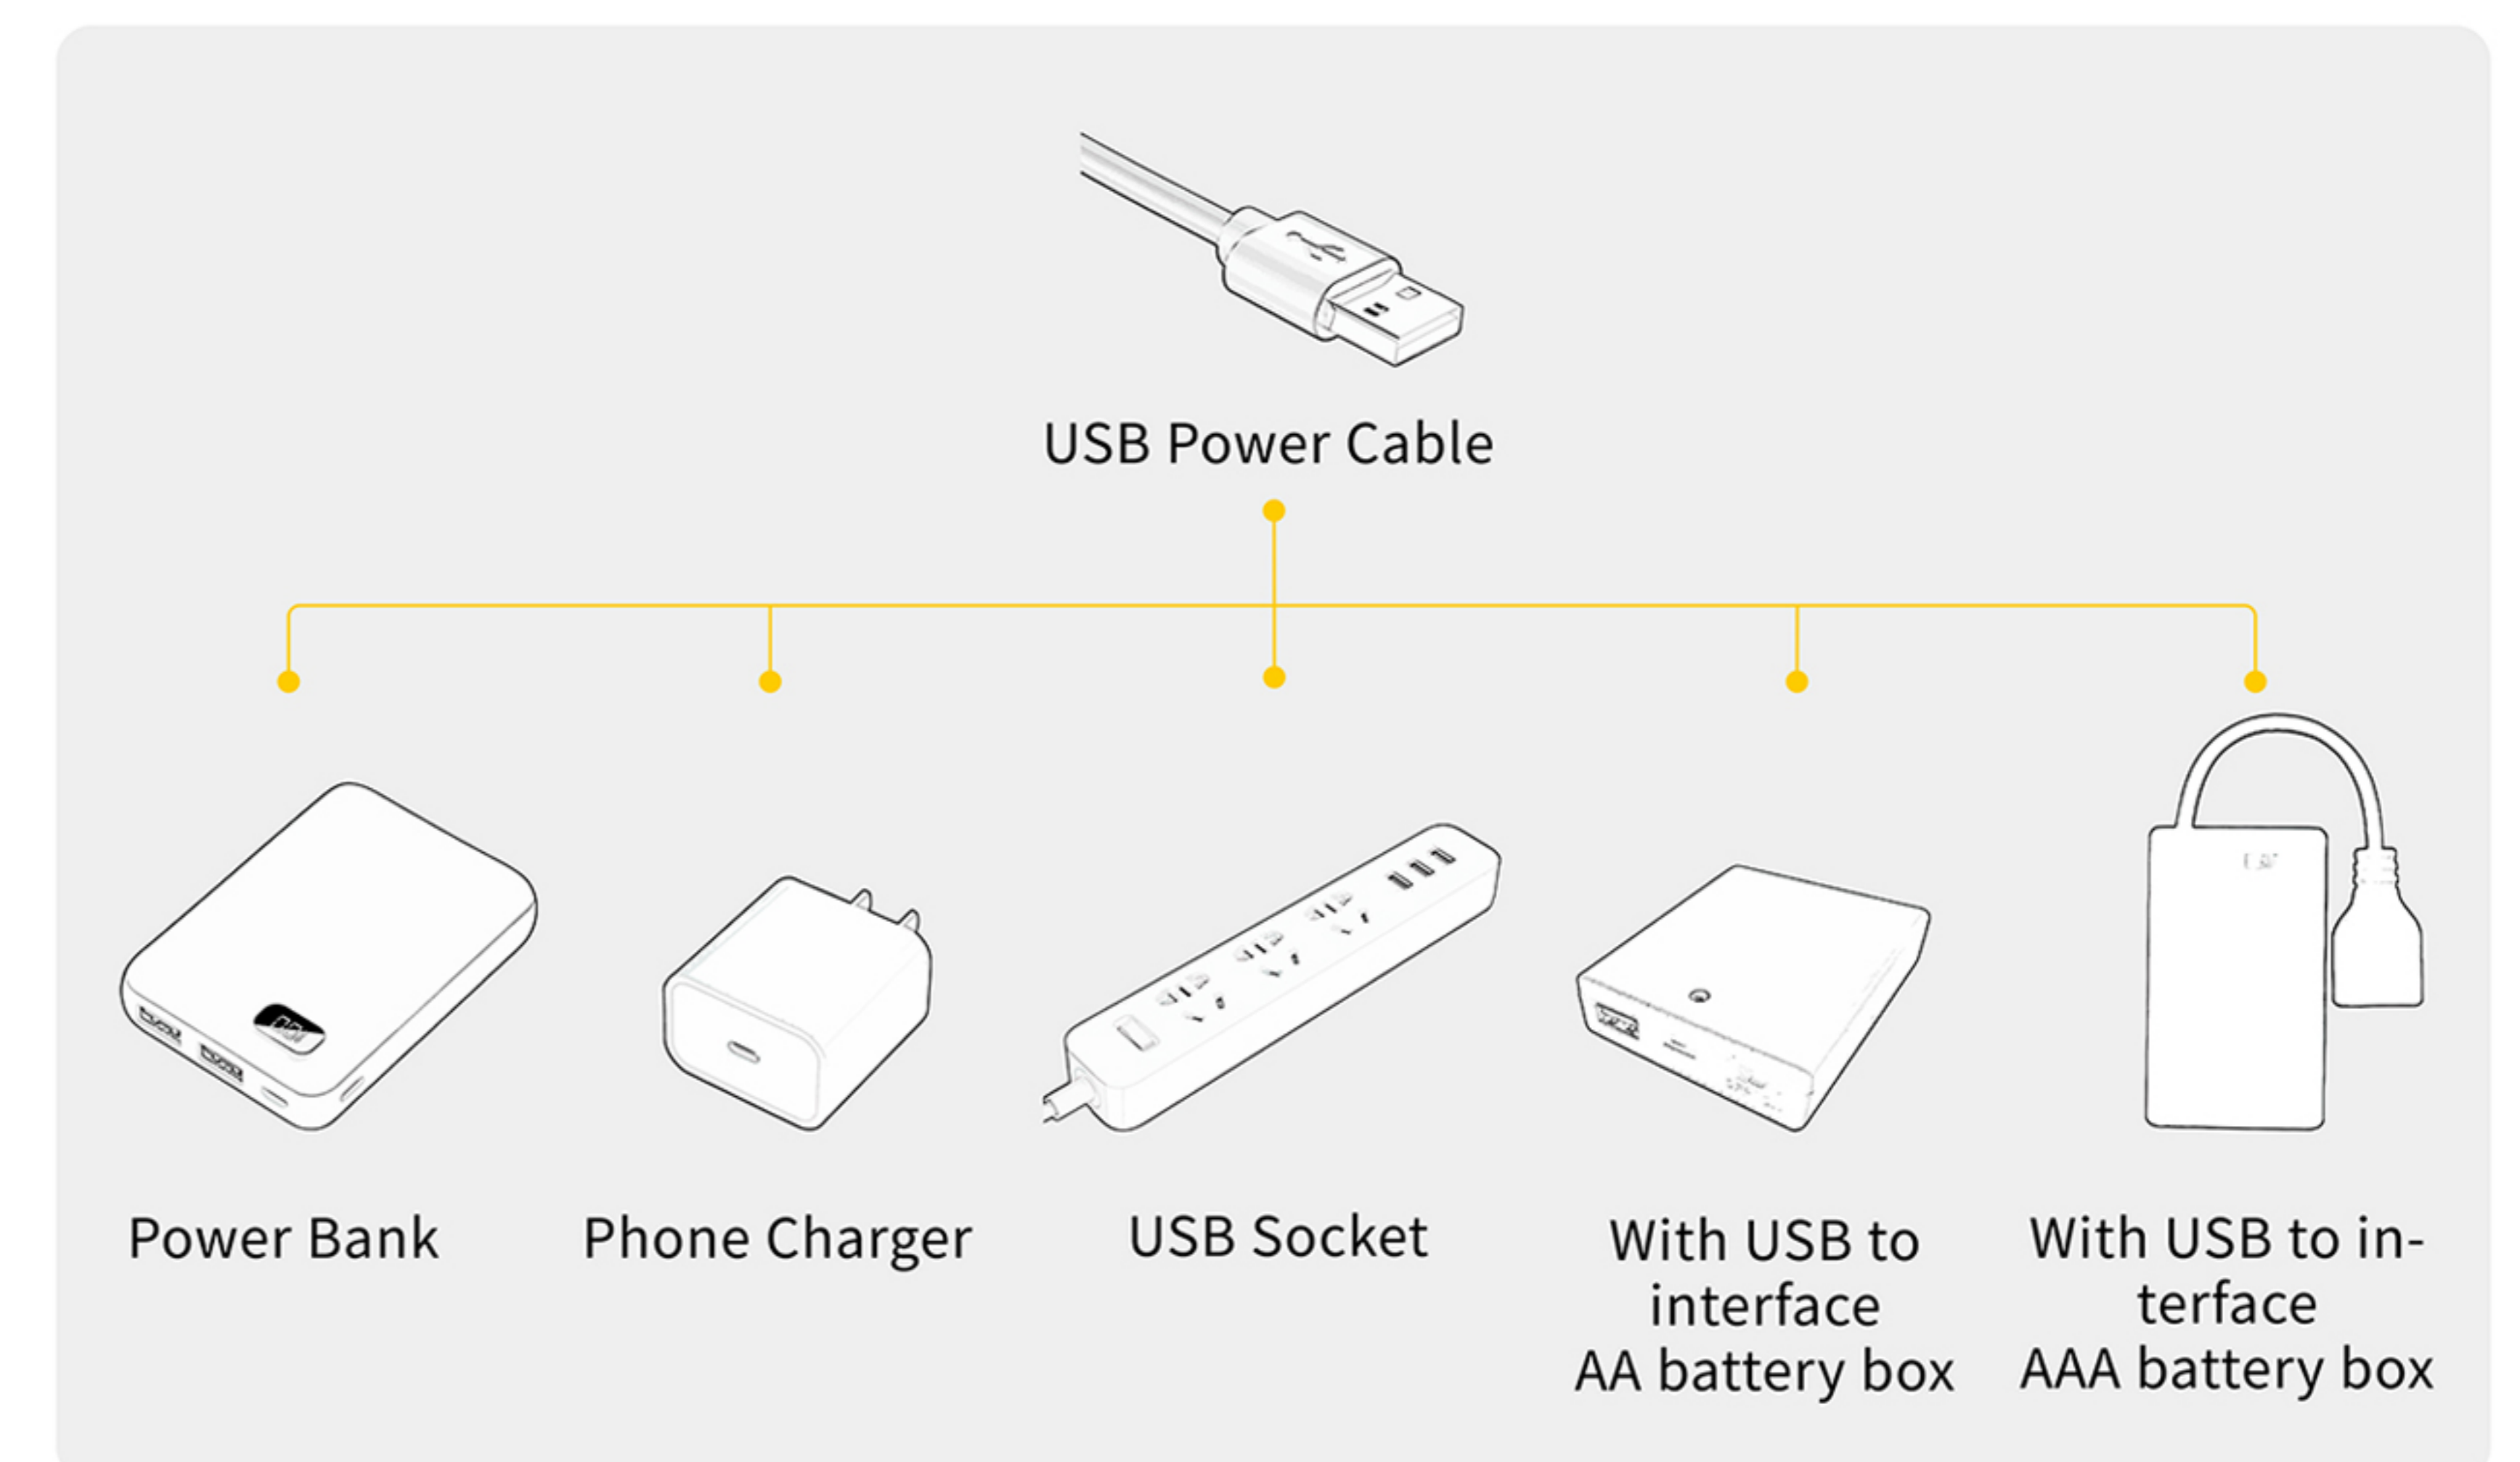 USB Power Cable
Power Bank
Phone Charger
USB Socket
With USB to
interface
AA battery box
With USB to in-
terface
AAA battery box